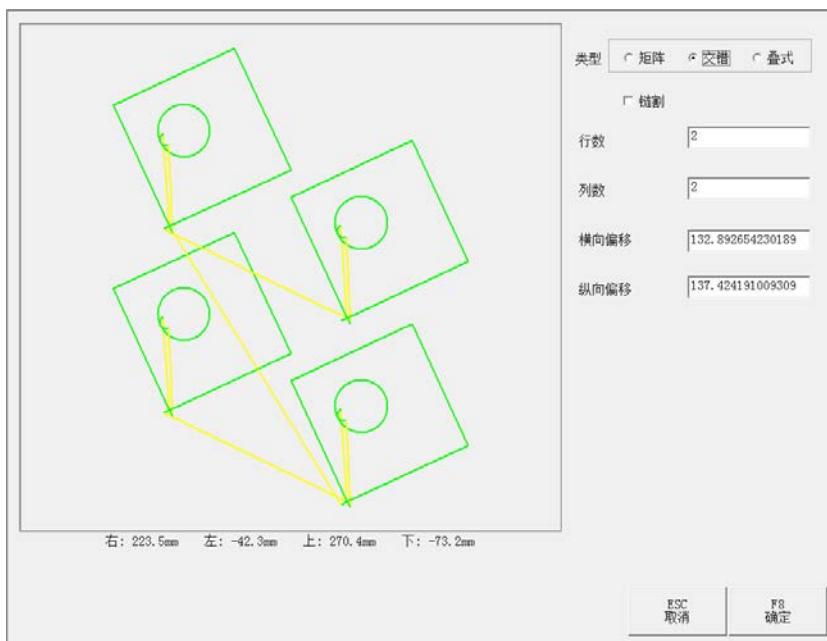 类型 矩阵 交错 叠式
链割
行数 2
列数 2
横向偏移 132.892654230189
纵向偏移 137.424191009309
右: 223.5mm 左: -42.3mm 上: 270.4mm 下: -73.2mm
ESC F8
取消 确定